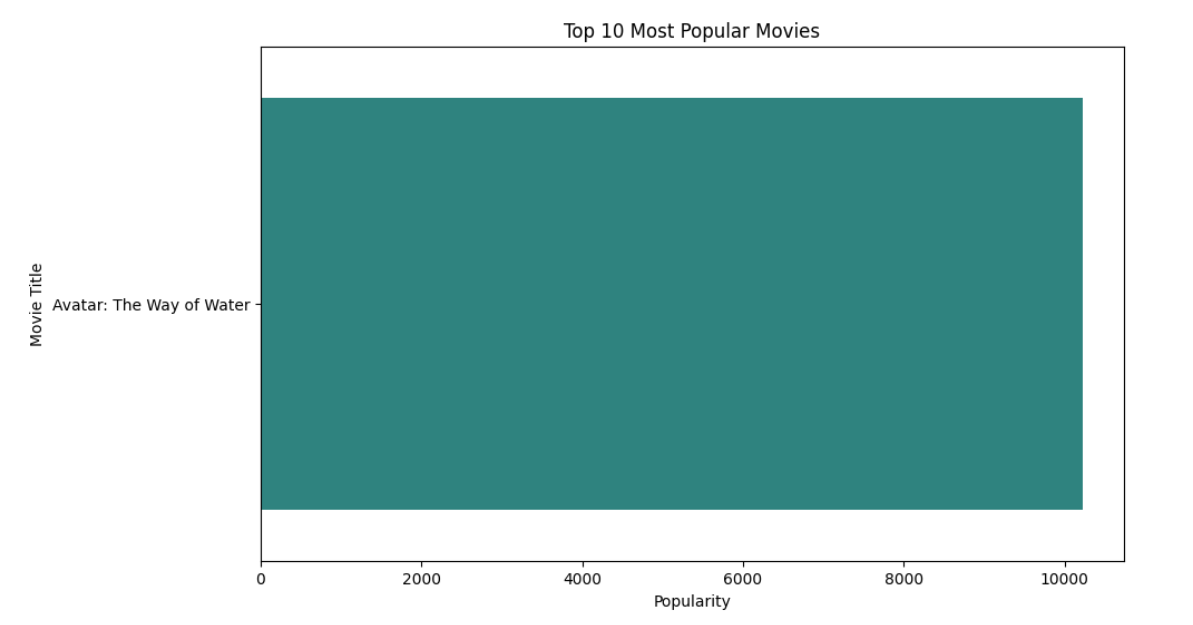 Top 10 Most Popular Movies
Movie Title
Avatar: The Way of Water
0 2000 4000 6000 8000 10000
Popularity